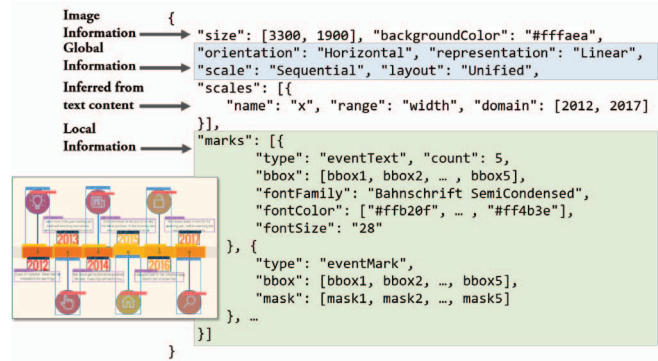 Image
Information
Global
Information
Inferred from
text content
Local
Information
{
"size": [3300, 1900], "backgroundColor": "#fffaea",
"orientation": "Horizontal", "representation": "Linear",
"scale": "Sequential", "layout": "Unified",
"scales": [{
"name": "x", "range": "width", "domain": [2012, 2017]
}],
"marks": [{
"type": "eventText", "count": 5,
"bbox": [bbox1, bbox2, … , bbox5],
"fontFamily": "Bahnschrift SemiCondensed",
"fontColor": ["#ffb20f", … , "#ff4b3e"],
"fontSize": "28"
}, {
"type": "eventMark",
"bbox": [bbox1, bbox2, …, bbox5],
"mask": [mask1, mask2, …, mask5]
}, …
}]
}
2013
2015
2017
2012
2014
2016